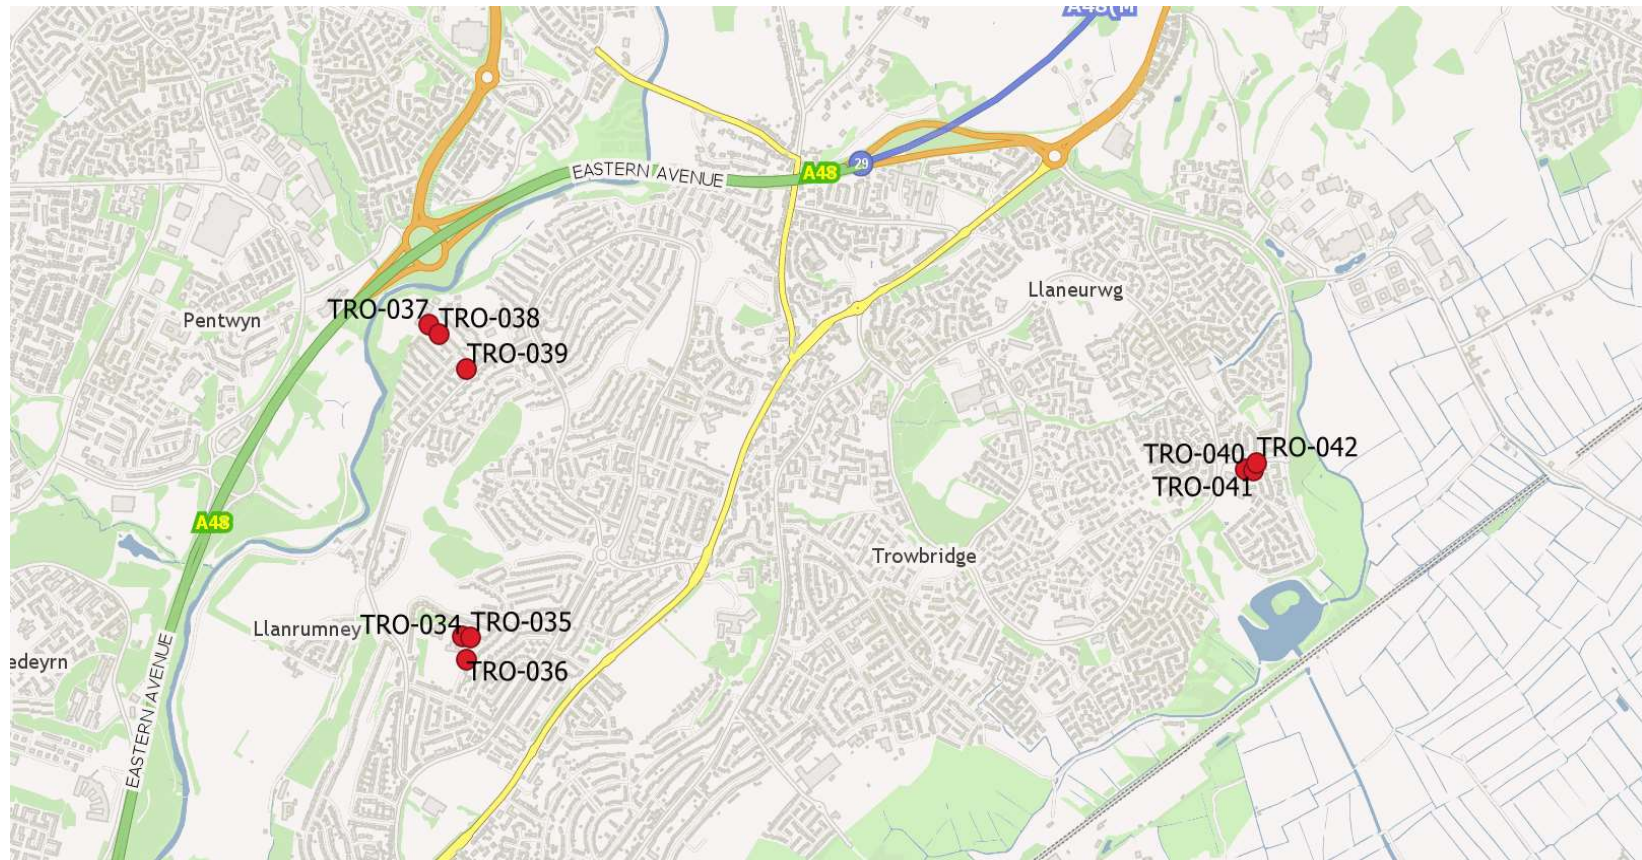 A48(M
29
EASTERN AVENUE
A48
Llaneurwg
Pentwyn
TRO-037
TRO-038
TRO-039
TRO-040
TRO-042
TRO-041
A48
Trowbridge
Llanrumney
TRO-034
TRO-035
TRO-036
edeyrn
EASTERN AVENUE